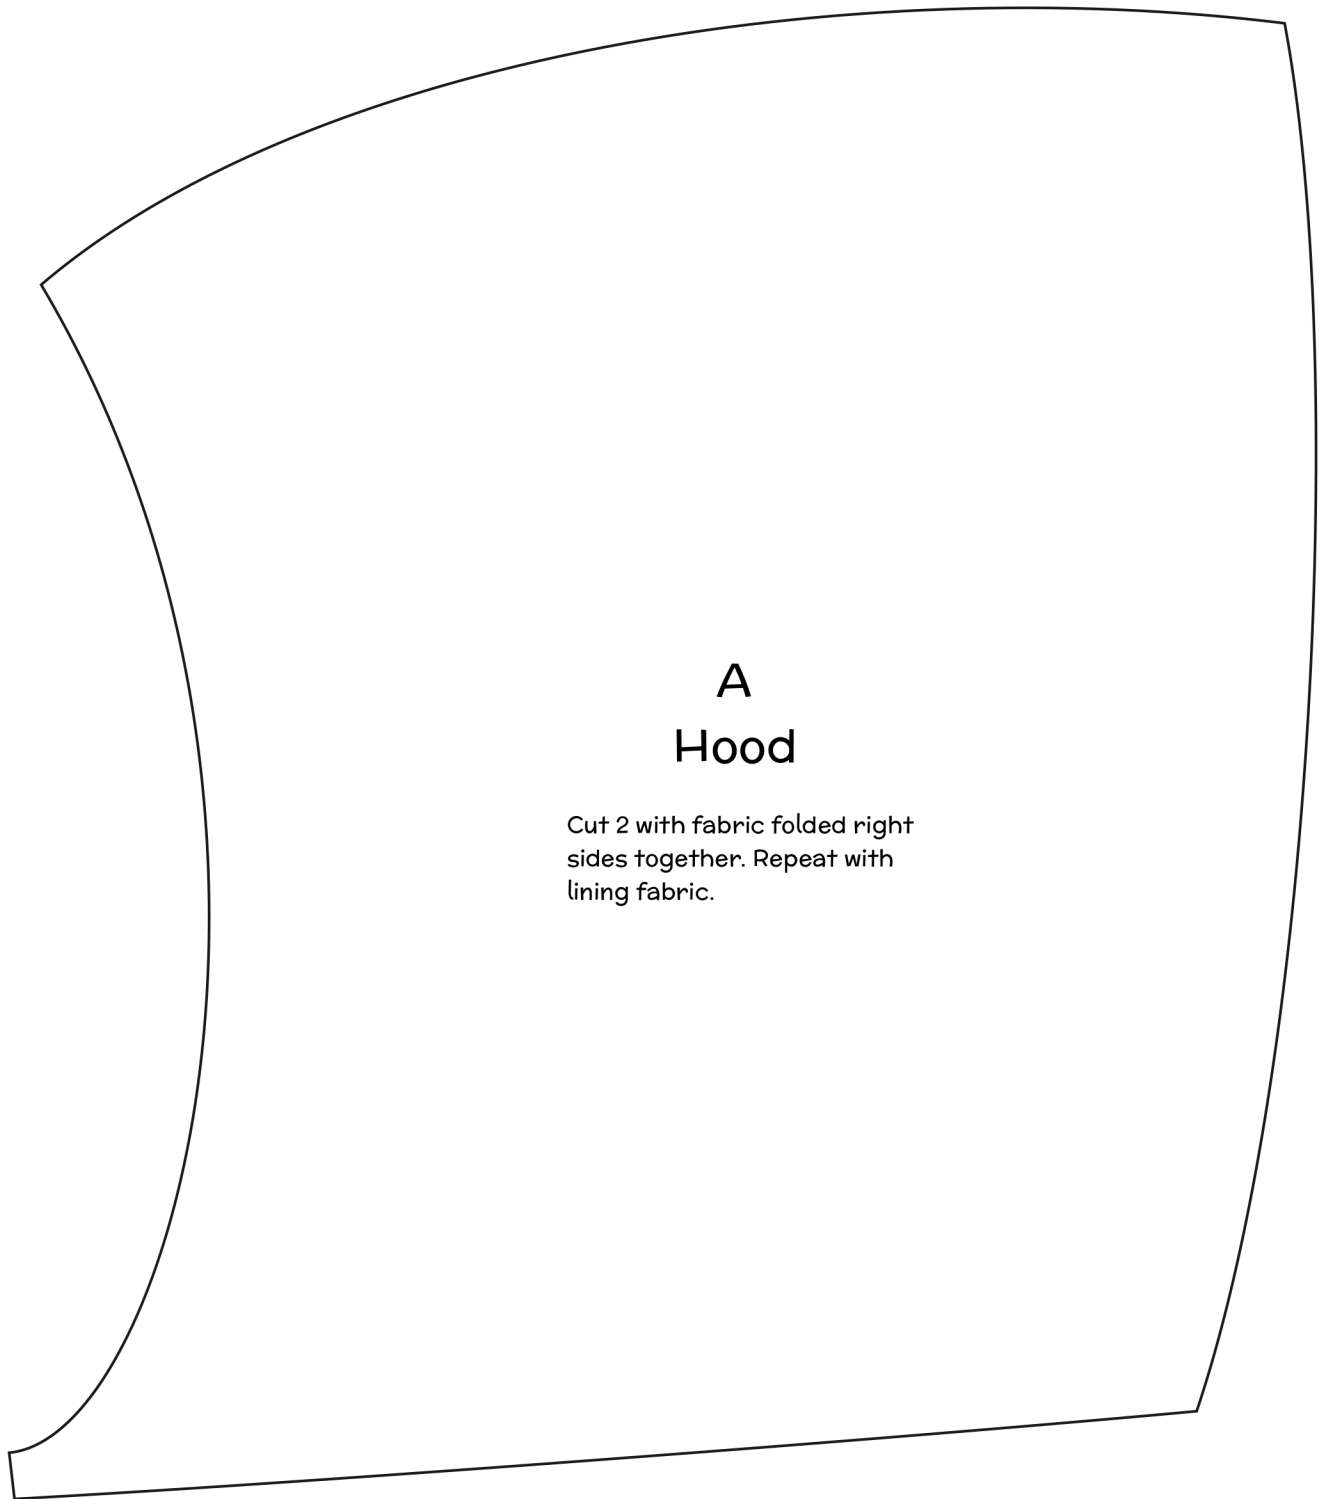 A
Hood
Cut 2 with fabric folded right
sides together. Repeat with
lining fabric.